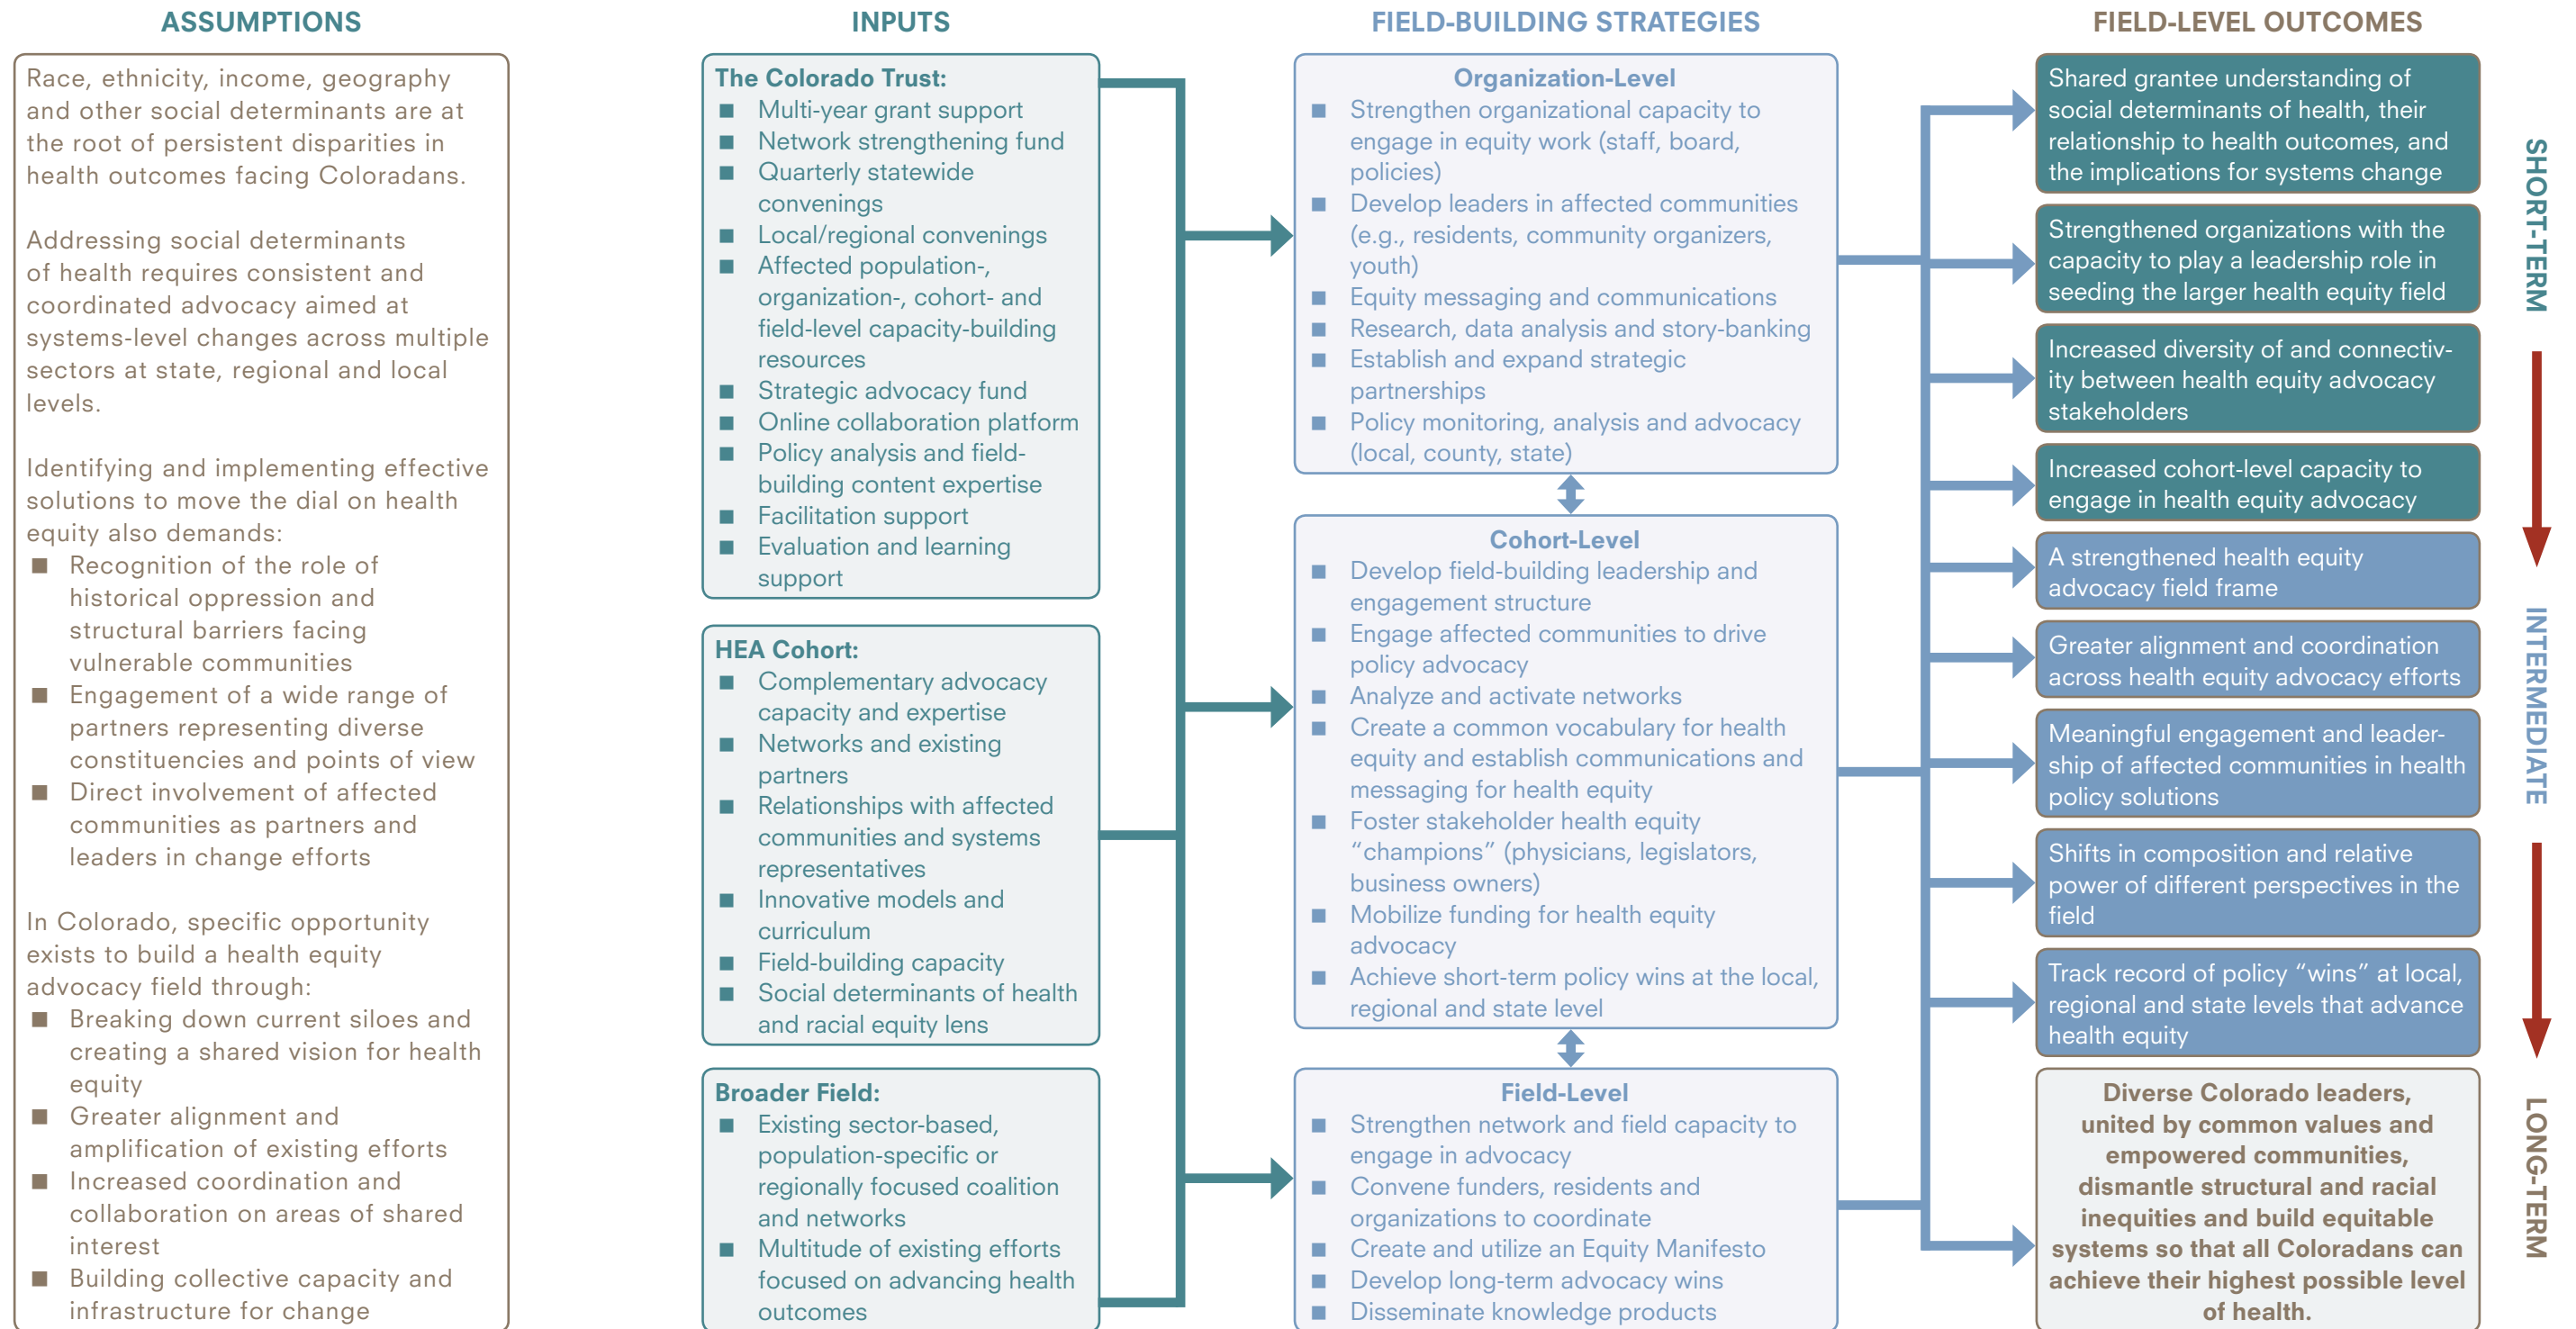 ASSUMPTIONS
Race, ethnicity, income, geography
and other social determinants are at
the root of persistent disparities in
health outcomes facing Coloradans.
Addressing social determinants
of health requires consistent and
coordinated advocacy aimed at
systems-level changes across multiple
sectors at state, regional and local
levels.
Identifying and implementing effective
solutions to move the dial on health
equity also demands:
■ Recognition of the role of
historical oppression and
structural barriers facing
vulnerable communities
■ Engagement of a wide range of
partners representing diverse
constituencies and points of view
■ Direct involvement of affected
communities as partners and
leaders in change efforts
In Colorado, specific opportunity
exists to build a health equity
advocacy field through:
■ Breaking down current siloes and
creating a shared vision for health
equity
■ Greater alignment and
amplification of existing efforts
■ Increased coordination and
collaboration on areas of shared
interest
■ Building collective capacity and
infrastructure for change
INPUTS
The Colorado Trust:
■ Multi-year grant support
■ Network strengthening fund
■ Quarterly statewide
convenings
■ Local/regional convenings
■ Affected population-,
organization-, cohort- and
field-level capacity-building
resources
■ Strategic advocacy fund
■ Online collaboration platform
■ Policy analysis and field-
building content expertise
■ Facilitation support
■ Evaluation and learning
support
HEA Cohort:
■ Complementary advocacy
capacity and expertise
■ Networks and existing
partners
■ Relationships with affected
communities and systems
representatives
■ Innovative models and
curriculum
■ Field-building capacity
■ Social determinants of health
and racial equity lens
Broader Field:
■ Existing sector-based,
population-specific or
regionally focused coalition
and networks
■ Multitude of existing efforts
focused on advancing health
outcomes
FIELD-BUILDING STRATEGIES
Organization-Level
■ Strengthen organizational capacity to
engage in equity work (staff, board,
policies)
■ Develop leaders in affected communities
(e.g., residents, community organizers,
youth)
■ Equity messaging and communications
■ Research, data analysis and story-banking
■ Establish and expand strategic
partnerships
■ Policy monitoring, analysis and advocacy
(local, county, state)
Cohort-Level
■ Develop field-building leadership and
engagement structure
■ Engage affected communities to drive
policy advocacy
■ Analyze and activate networks
■ Create a common vocabulary for health
equity and establish communications and
messaging for health equity
■ Foster stakeholder health equity
“champions” (physicians, legislators,
business owners)
■ Mobilize funding for health equity
advocacy
■ Achieve short-term policy wins at the local,
regional and state level
Field-Level
■ Strengthen network and field capacity to
engage in advocacy
■ Convene funders, residents and
organizations to coordinate
■ Create and utilize an Equity Manifesto
■ Develop long-term advocacy wins
■ Disseminate knowledge products
FIELD-LEVEL OUTCOMES
Shared grantee understanding of
social determinants of health, their
relationship to health outcomes, and
the implications for systems change
Strengthened organizations with the
capacity to play a leadership role in
seeding the larger health equity field
Increased diversity of and connectiv-
ity between health equity advocacy
stakeholders
Increased cohort-level capacity to
engage in health equity advocacy
A strengthened health equity
advocacy field frame
Greater alignment and coordination
across health equity advocacy efforts
Meaningful engagement and leader-
ship of affected communities in health
policy solutions
Shifts in composition and relative
power of different perspectives in the
field
Track record of policy “wins” at local,
regional and state levels that advance
health equity
Diverse Colorado leaders,
united by common values and
empowered communities,
dismantle structural and racial
inequities and build equitable
systems so that all Coloradans can
achieve their highest possible level
of health.
SHORT-TERM
INTERMEDIATE
LONG-TERM